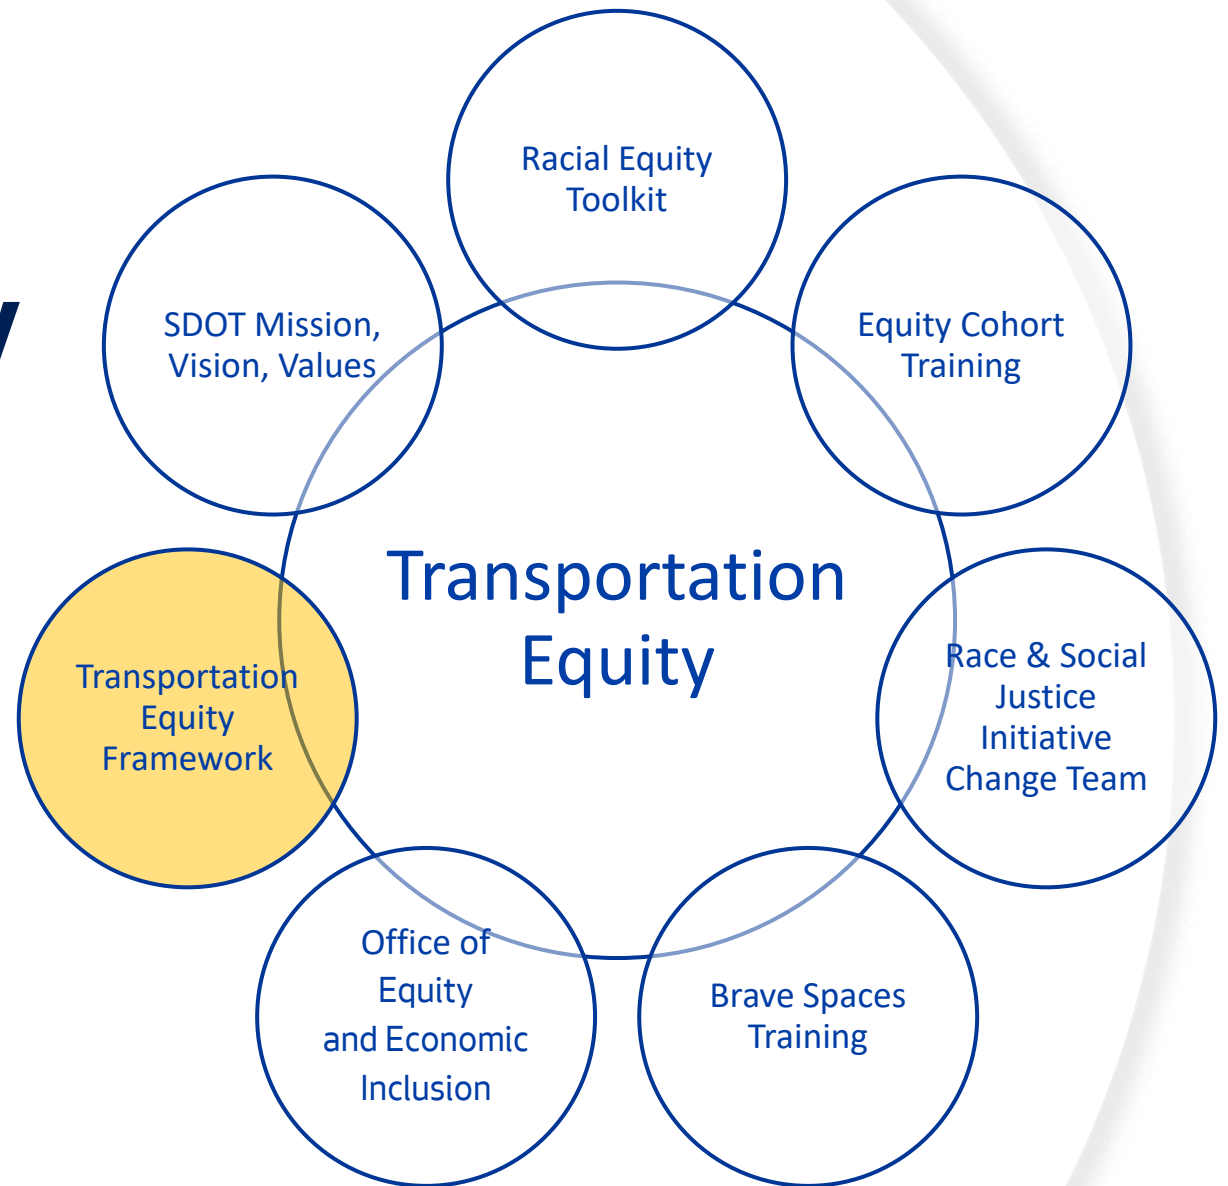 Racial Equity
Toolkit
SDOT Mission,
Vision, Values
Equity Cohort
Training
Transportation
Equity
Transportation
Equity
Framework
Race & Social
Justice
Initiative
Change Team
Office of
Equity
and Economic
Inclusion
Brave Spaces
Training